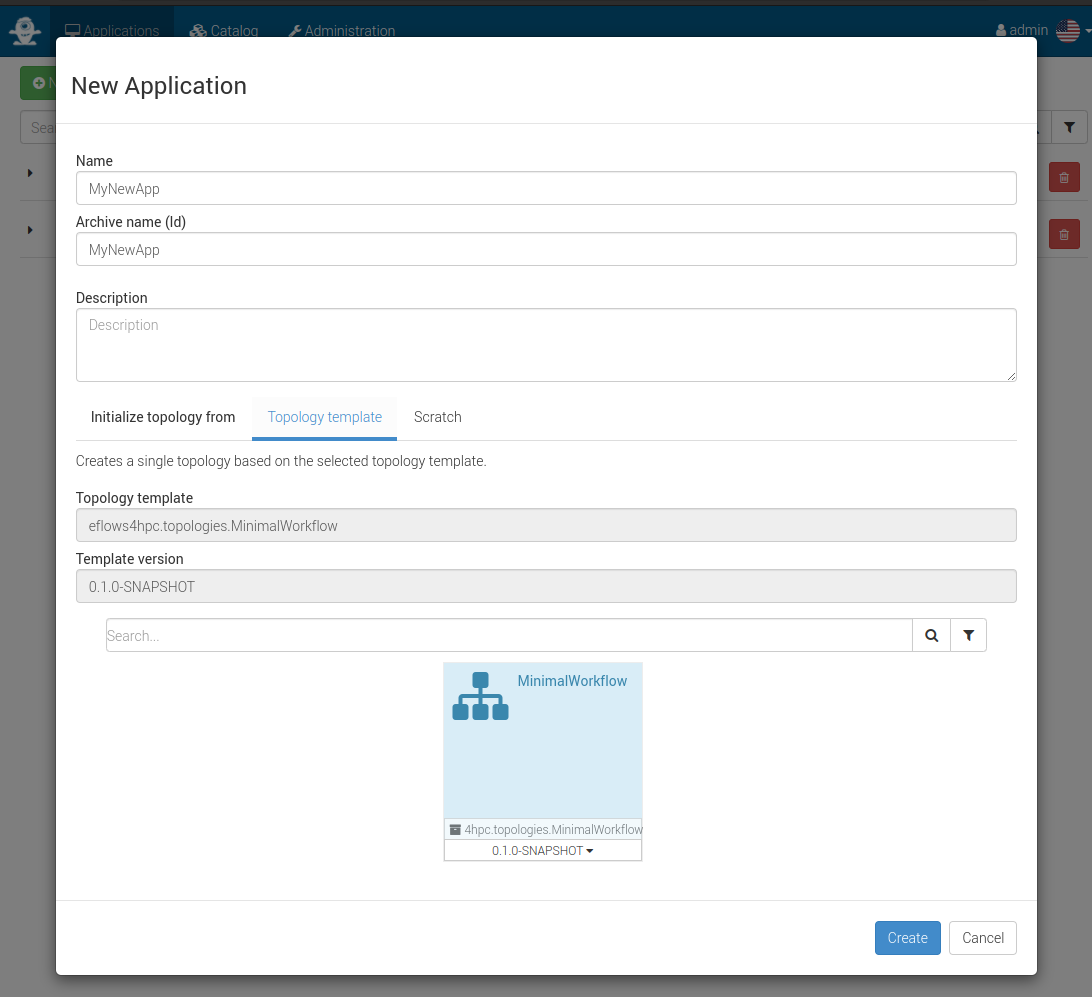 Applications Catalog Administration admin
New Application
Name
MyNewApp
Archive name (Id)
MyNewApp
Description
Description
Initialize topology from Topology template Scratch
Creates a single topology based on the selected topology template.
Topology template
eflows4hpc.topologies.MinimalWorkflow
Template version
0.1.0-SNAPSHOT
Search...
MinimalWorkflow
4hpc.topologies.MinimalWorkflow
0.1.0-SNAPSHOT
Create Cancel